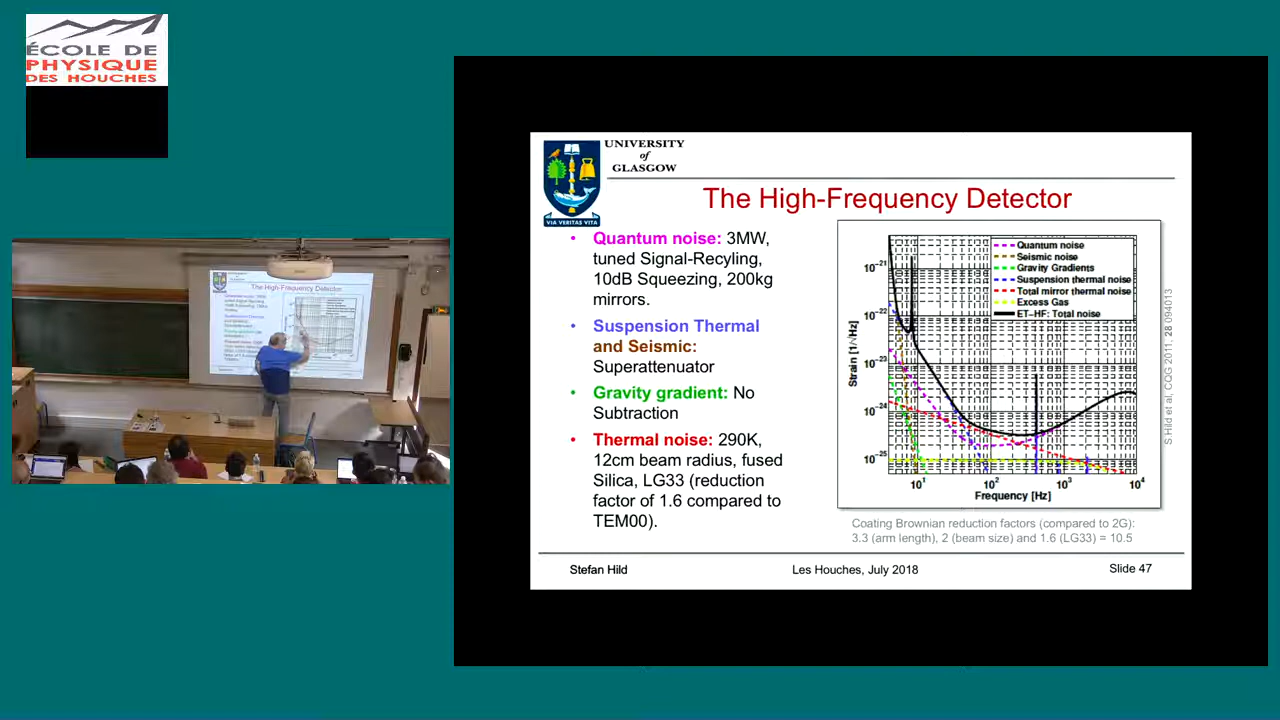 ÉCOLE DE
PHYSIQUE
DES HOUCHES
UNIVERSITY
of
GLASGOW
VIA VERITAS VITA
The High-Frequency Detector
• Quantum noise: 3MW,
tuned Signal-Recyling,
10dB Squeezing, 200kg
mirrors.
• Suspension Thermal
and Seismic:
Superattenuator
• Gravity gradient: No
Subtraction
• Thermal noise: 290K,
12cm beam radius, fused
Silica, LG33 (reduction
factor of 1.6 compared to
TEM00).
Quantum noise
Seismic noise
Gravity Gradients
Suspension thermal noise
Total mirror thermal noise
Excess Gas
ET-HF: Total noise
Strain [1/√Hz]
10⁻²¹
10⁻²²
10⁻²³
10⁻²⁴
10⁻²⁵
10¹ 10² 10³ 10⁴
Frequency [Hz]
S Hild et al, CQG 2011, 28 094013
Coating Brownian reduction factors (compared to 2G):
3.3 (arm length), 2 (beam size) and 1.6 (LG33) = 10.5
Stefan Hild Les Houches, July 2018 Slide 47
The High-Frequency Detector